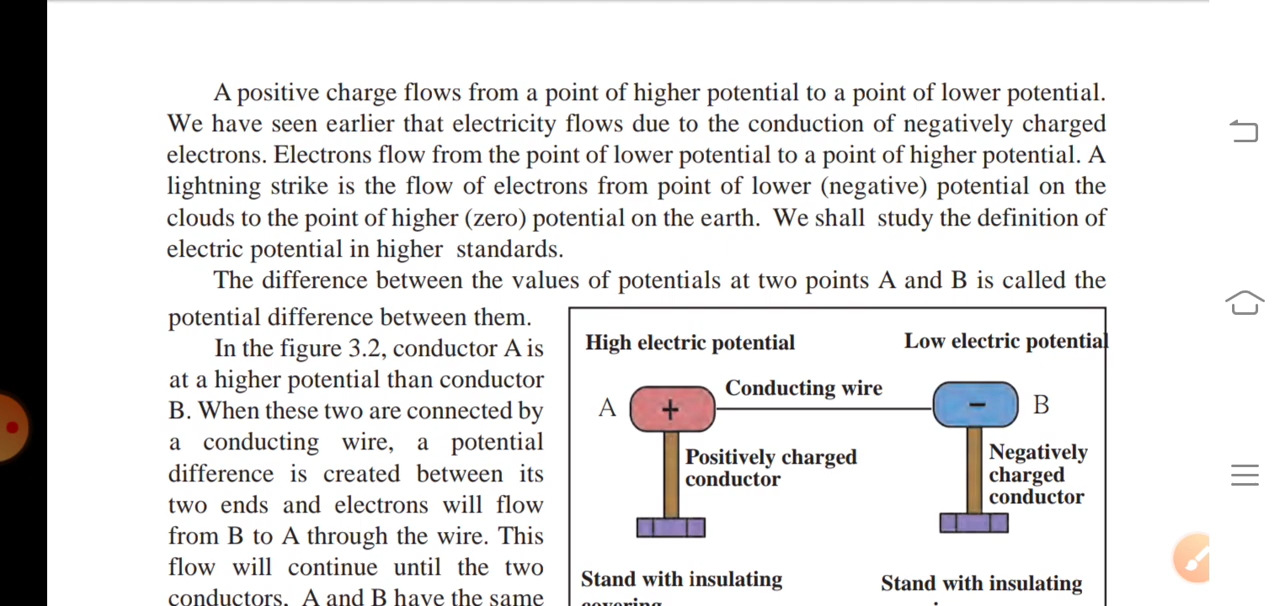 A positive charge flows from a point of higher potential to a point of lower potential.
We have seen earlier that electricity flows due to the conduction of negatively charged
electrons. Electrons flow from the point of lower potential to a point of higher potential. A
lightning strike is the flow of electrons from point of lower (negative) potential on the
clouds to the point of higher (zero) potential on the earth. We shall study the definition of
electric potential in higher standards.
The difference between the values of potentials at two points A and B is called the
potential difference between them.
In the figure 3.2, conductor A is
at a higher potential than conductor
B. When these two are connected by
a conducting wire, a potential
difference is created between its
two ends and electrons will flow
from B to A through the wire. This
flow will continue until the two
conductors, A and B have the same
High electric potential
Low electric potential
Conducting wire
A
+
-
B
Positively charged
conductor
Negatively
charged
conductor
Stand with insulating
covering
Stand with insulating